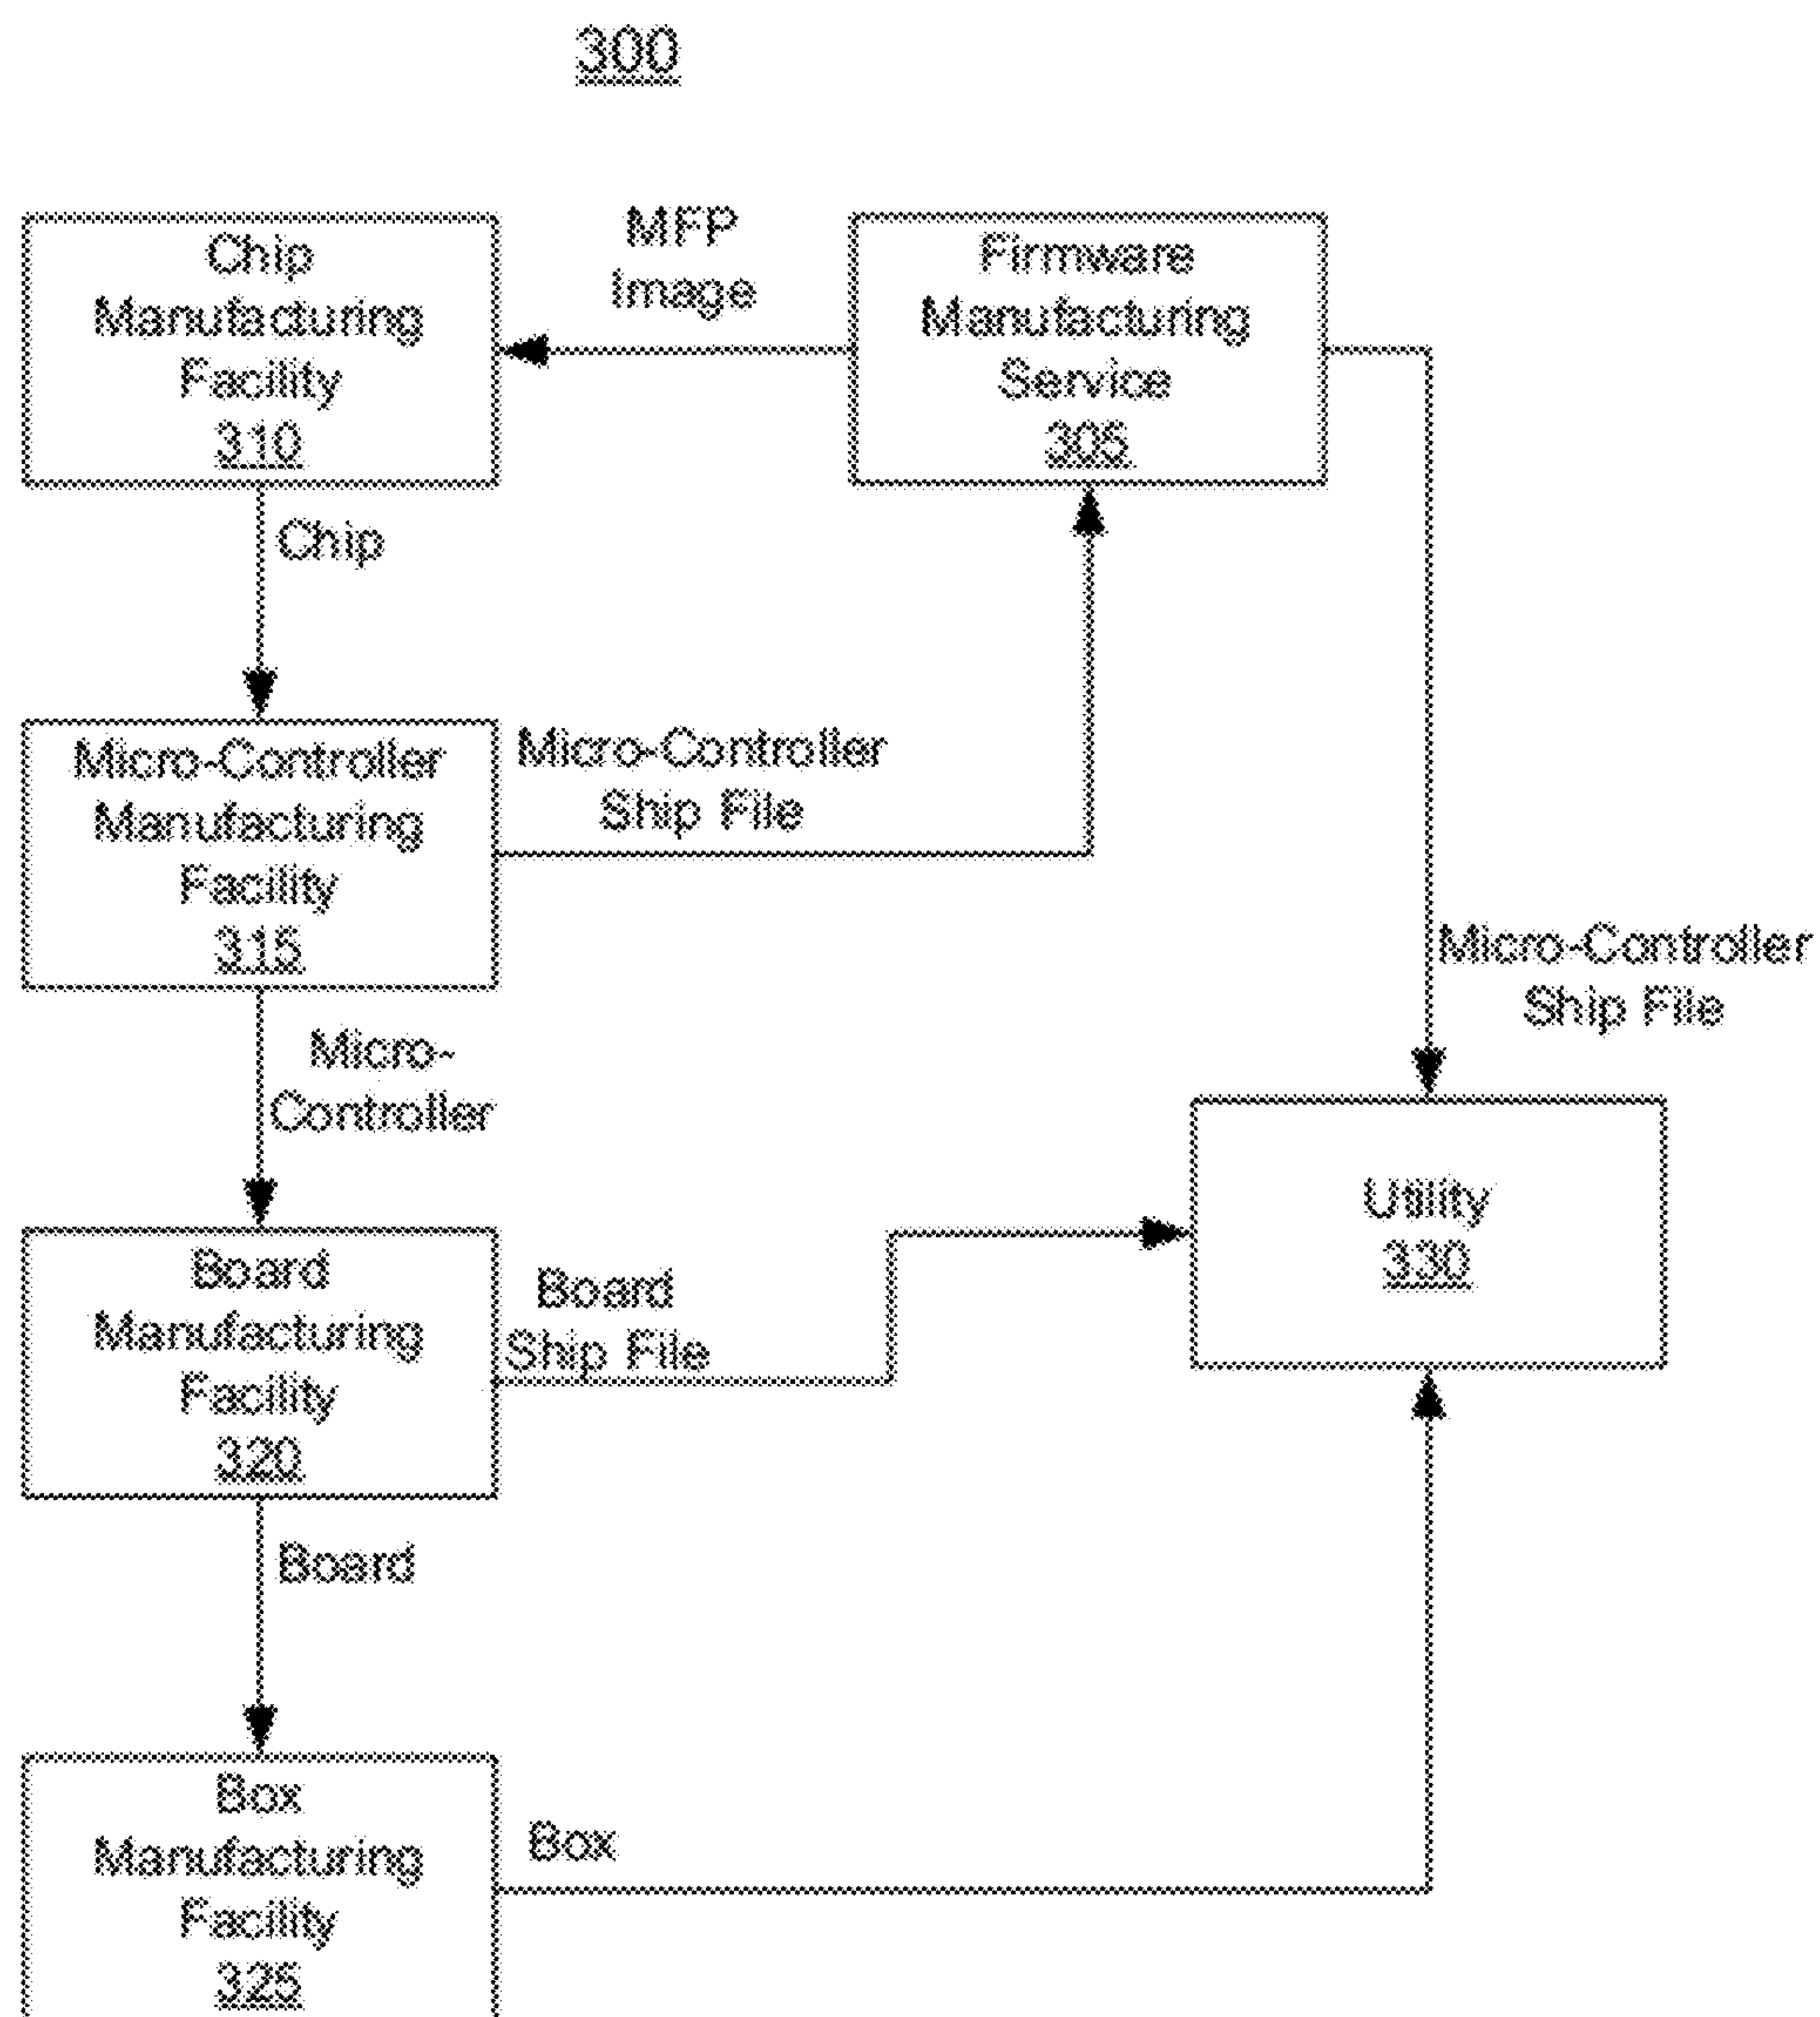 300
Chip
Manufacturing
Facility
310
MFP
Image
Firmware
Manufacturing
Service
305
Chip
Micro-Controller
Manufacturing
Facility
315
Micro-Controller
Ship File
Micro-Controller
Ship File
Micro-
Controller
Board
Manufacturing
Facility
320
Board
Ship File
Utility
330
Board
Box
Manufacturing
Facility
325
Box